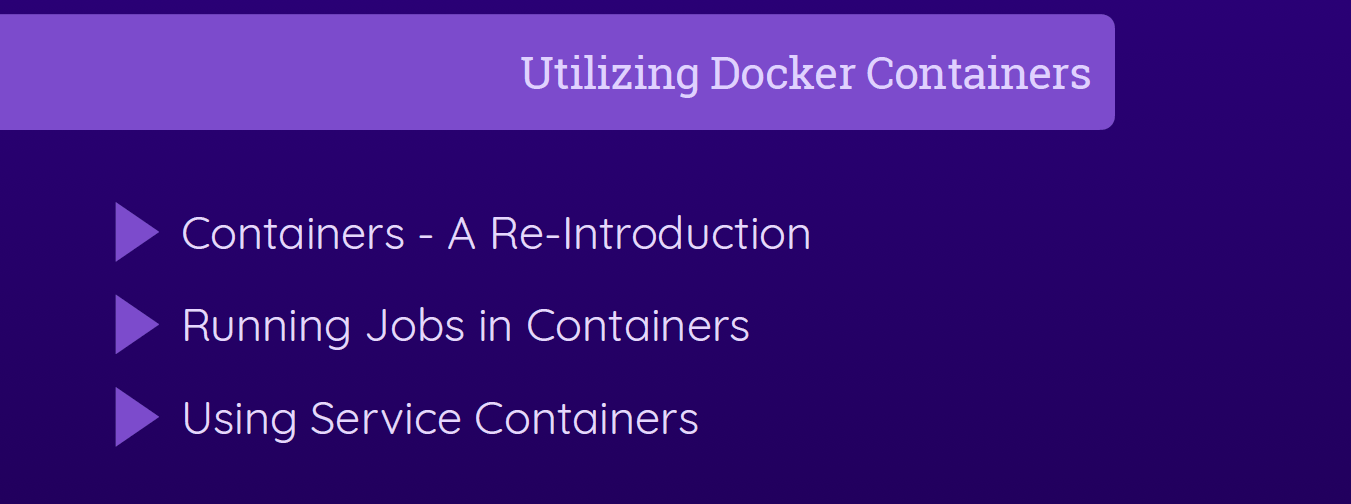 Utilizing Docker Containers
Containers - A Re-Introduction
Running Jobs in Containers
Using Service Containers